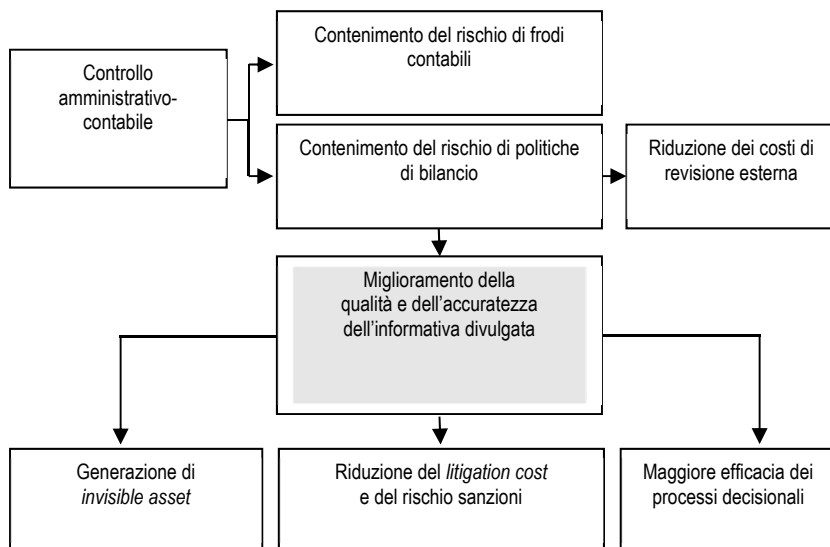 Controllo
amministrativo-
contabile
Contenimento del rischio di frodi
contabili
Contenimento del rischio di politiche
di bilancio
Riduzione dei costi di
revisione esterna
Miglioramento della
qualità e dell'accuratezza
dell'informativa divulgata
Generazione di
invisible asset
Riduzione del litigation cost
e del rischio sanzioni
Maggiore efficacia dei
processi decisionali